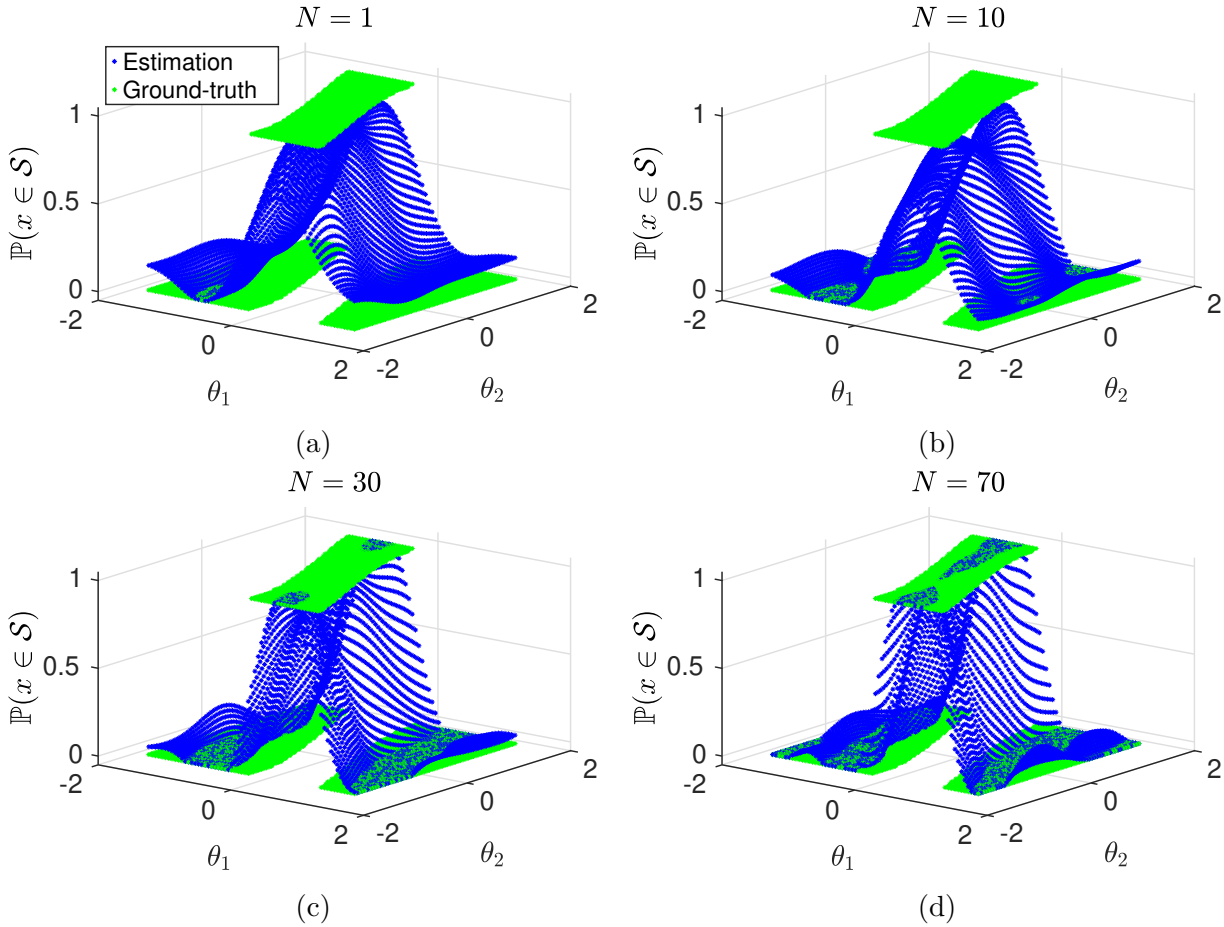 N = 1
Estimation
Ground-truth
1
0.5
0
-2
0
2
-2
0
2
ℙ(x ∈ 𝒮)
θ₁
θ₂
(a)
N = 10
1
0.5
0
-2
0
2
-2
0
2
ℙ(x ∈ 𝒮)
θ₁
θ₂
(b)
N = 30
1
0.5
0
-2
0
2
-2
0
2
ℙ(x ∈ 𝒮)
θ₁
θ₂
(c)
N = 70
1
0.5
0
-2
0
2
-2
0
2
ℙ(x ∈ 𝒮)
θ₁
θ₂
(d)